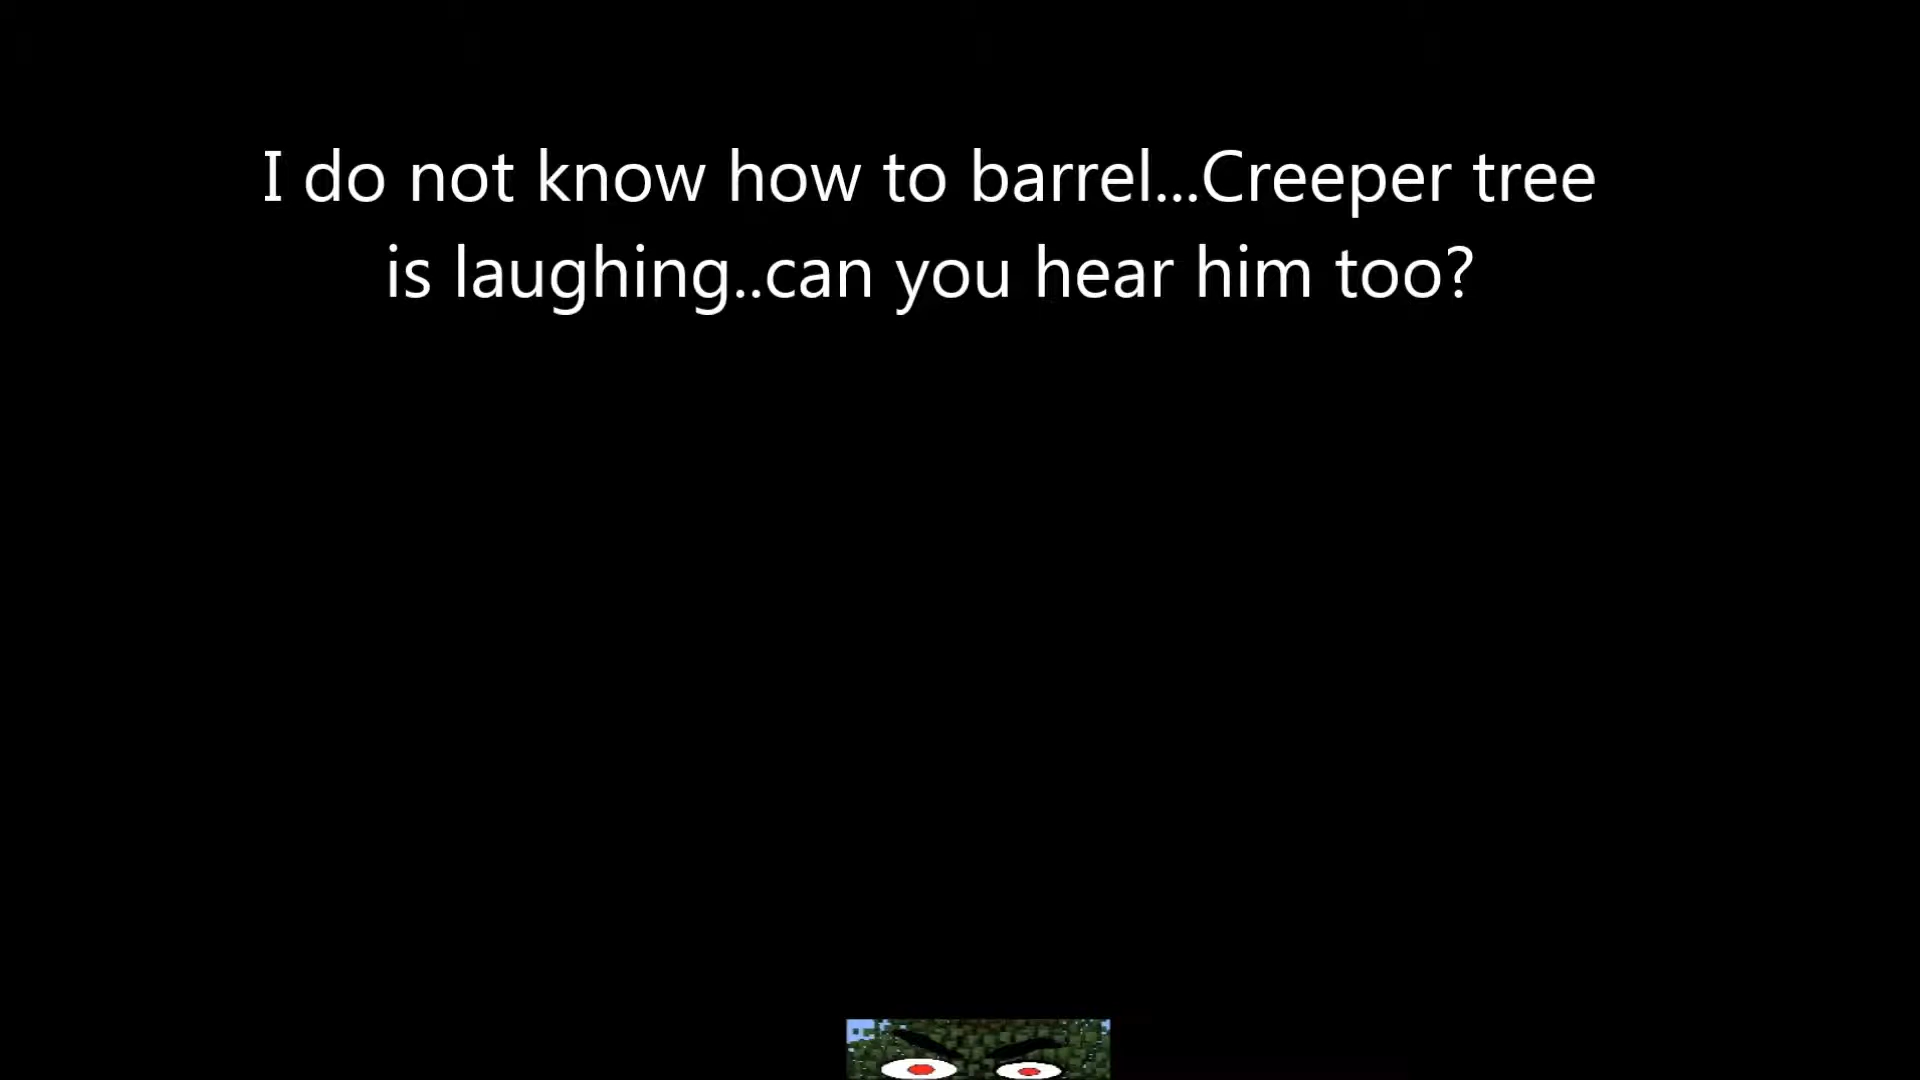 I do not know how to barrel...Creeper tree
is laughing..can you hear him too?